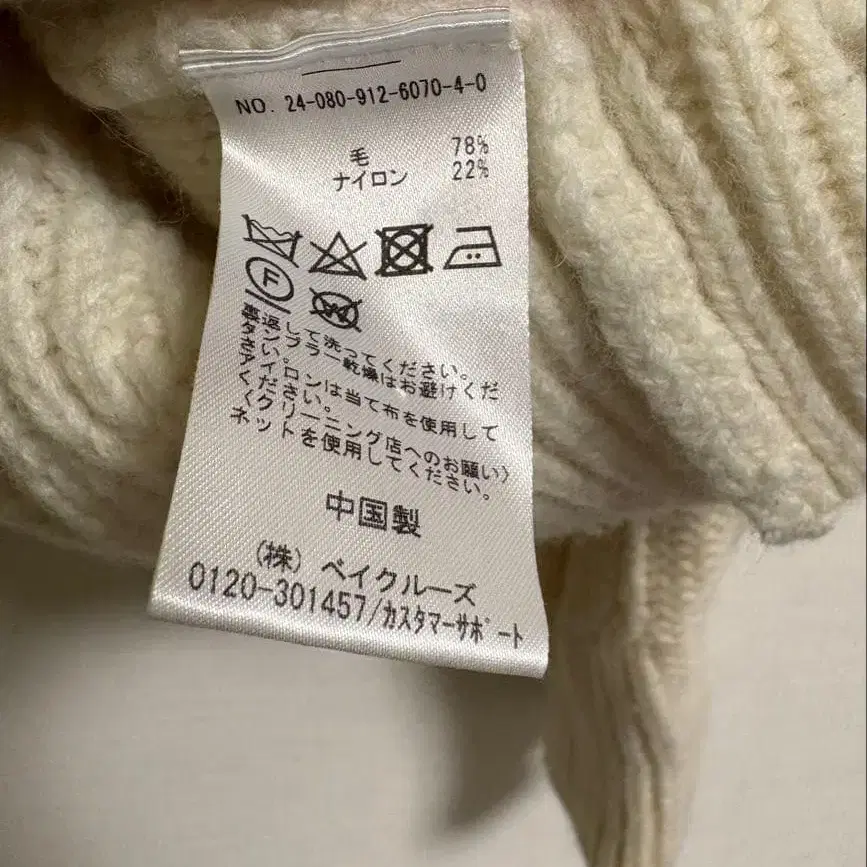 NO. 24-080-912-6070-4-0
毛 78%
ナイロン 22%
F
W
裏返して洗ってください。
タンブラー乾燥はお避けくだ
さい。
アイロンは当て布を使用して
ください。
くクリーニング店へのお願い〉
ネットを使用してください。
中国製
(株) ベイクルーズ
0120-301457/カスタマーサポート